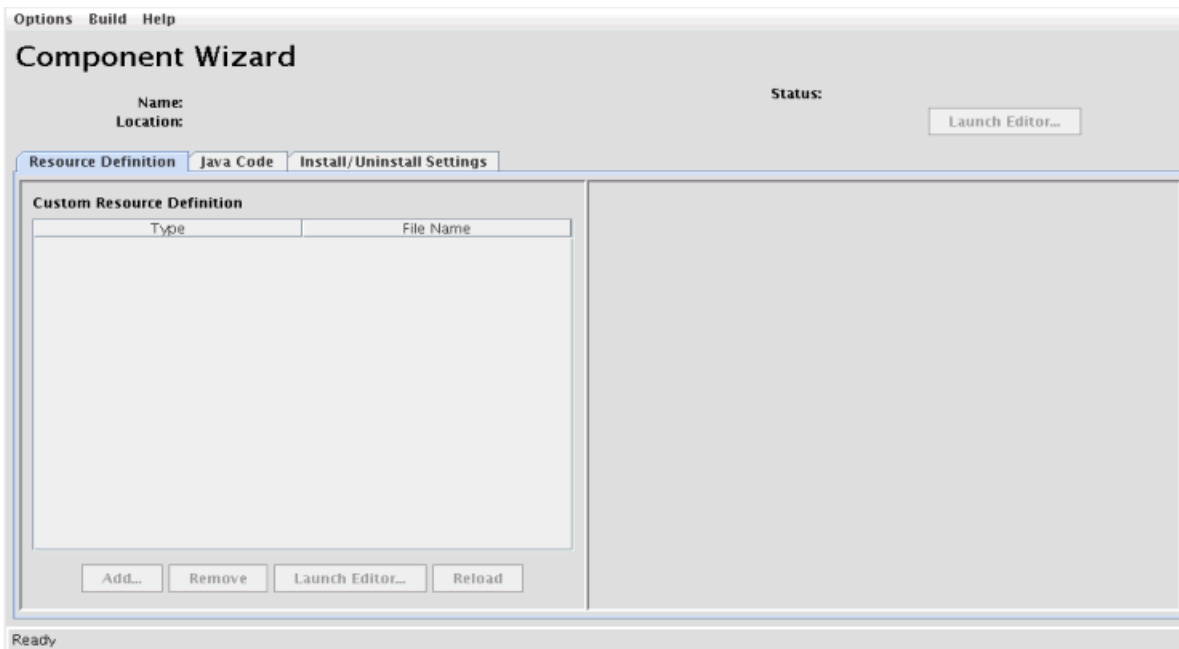 Options Build Help
Component Wizard
Name:
Location:
Status:
Launch Editor...
Resource Definition Java Code Install/Uninstall Settings
Custom Resource Definition
Type File Name
Add... Remove Launch Editor... Reload
Ready